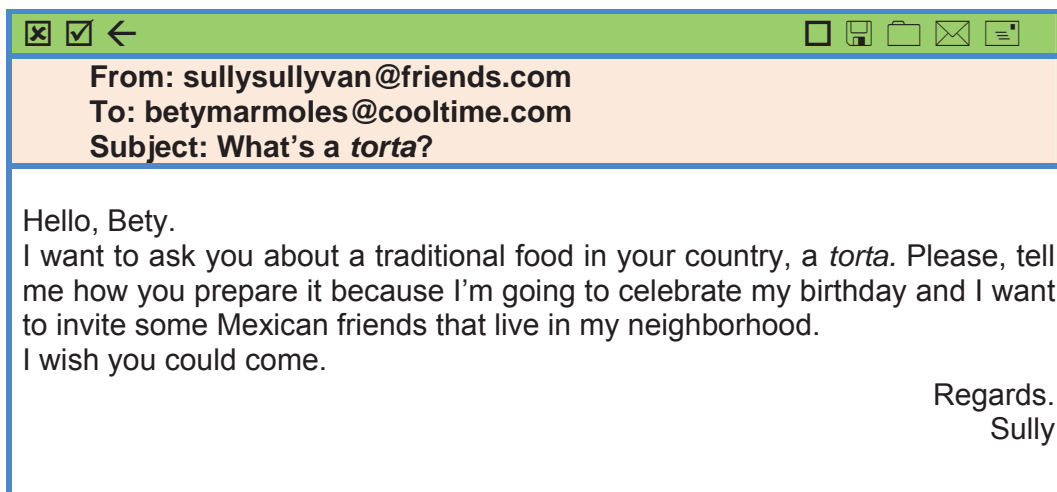 From: sullysullyvan@friends.com
To: betymarmoles@cooltime.com
Subject: What's a torta?
Hello, Bety.
I want to ask you about a traditional food in your country, a torta. Please, tell
me how you prepare it because I'm going to celebrate my birthday and I want
to invite some Mexican friends that live in my neighborhood.
I wish you could come.
Regards.
Sully